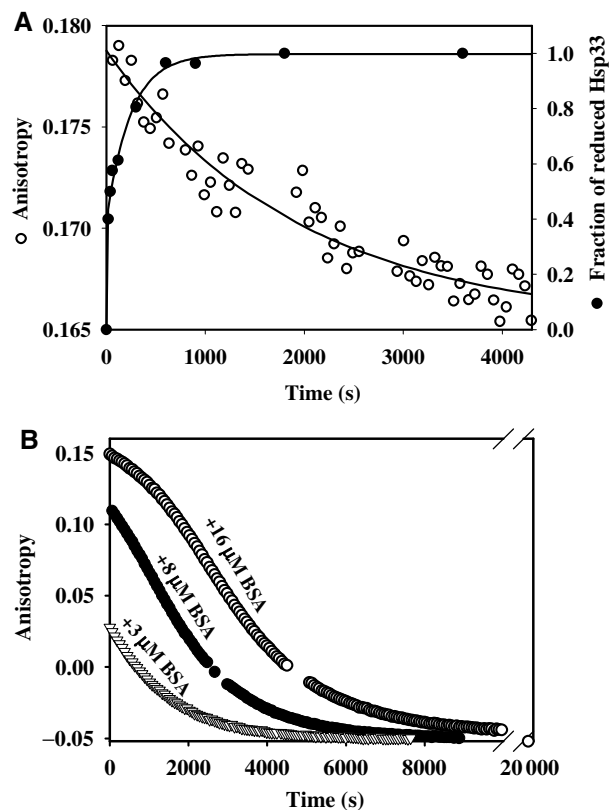 A
0.180
0.175
0.170
0.165
Anisotropy
1.0
0.8
0.6
0.4
0.2
0.0
Fraction of reduced Hsp33
0 1000 2000 3000 4000
Time (s)
B
0.15
0.10
0.05
0.00
−0.05
Anisotropy
+16 µM BSA
+8 µM BSA
+3 µM BSA
0 2000 4000 6000 8000 20 000
Time (s)